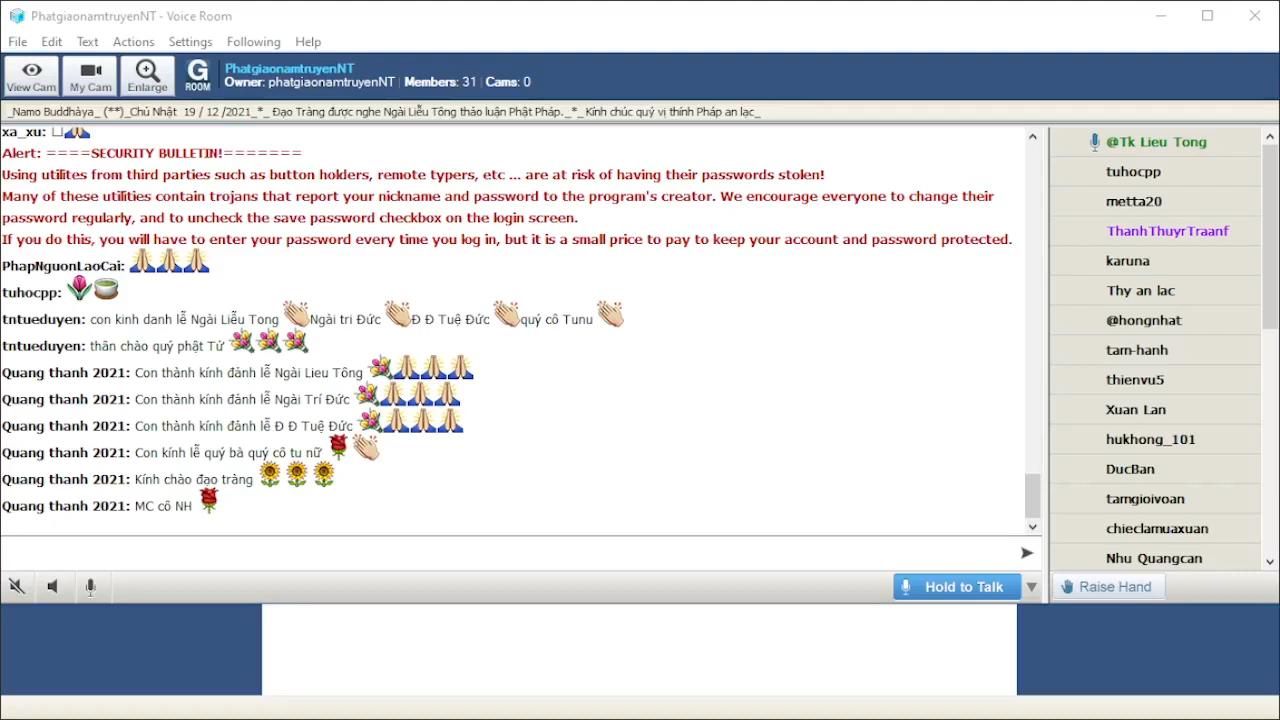 PhatgiaonamtruyenNT - Voice Room
File Edit Text Actions Settings Following Help
View Cam My Cam Enlarge G ROOM
PhatgiaonamtruyenNT
Owner: phatgiaonamtruyenNT | Members: 31 | Cams: 0
_Namo Buddhàya_ (**)_Chủ Nhật 19 / 12 /2021_*_ Đạo Tràng được nghe Ngài Liễu Tông thảo luận Phật Pháp._*_Kính chúc quý vị thính Pháp an lạc_
xa_xu:
Alert: ====SECURITY BULLETIN!=======
Using utilites from third parties such as button holders, remote typers, etc ... are at risk of having their passwords stolen!
Many of these utilities contain trojans that report your nickname and password to the program's creator. We encourage everyone to change their
password regularly, and to uncheck the save password checkbox on the login screen.
If you do this, you will have to enter your password every time you log in, but it is a small price to pay to keep your account and password protected.
PhapNguonLaoCai:
tuhocpp:
tntueduyen: con kinh danh lễ Ngài Liễu Tong Ngài tri Đức Đ Đ Tuệ Đức quý cô Tunu
tntueduyen: thân chào quý phật Tử
Quang thanh 2021: Con thành kính đảnh lễ Ngài Lieu Tông
Quang thanh 2021: Con thành kính đảnh lễ Ngài Trí Đức
Quang thanh 2021: Con thành kính đảnh lễ Đ Đ Tuệ Đức
Quang thanh 2021: Con kính lễ quý bà quý cô tu nữ
Quang thanh 2021: Kính chào đạo tràng
Quang thanh 2021: MC cô NH
@Tk Lieu Tong
tuhocpp
metta20
ThanhThuyrTraanf
karuna
Thy an lac
@hongnhat
tam-hanh
thienvu5
Xuan Lan
hukhong_101
DucBan
tamgioivoan
chieclamuaxuan
Nhu Quangcan
Hold to Talk
Raise Hand